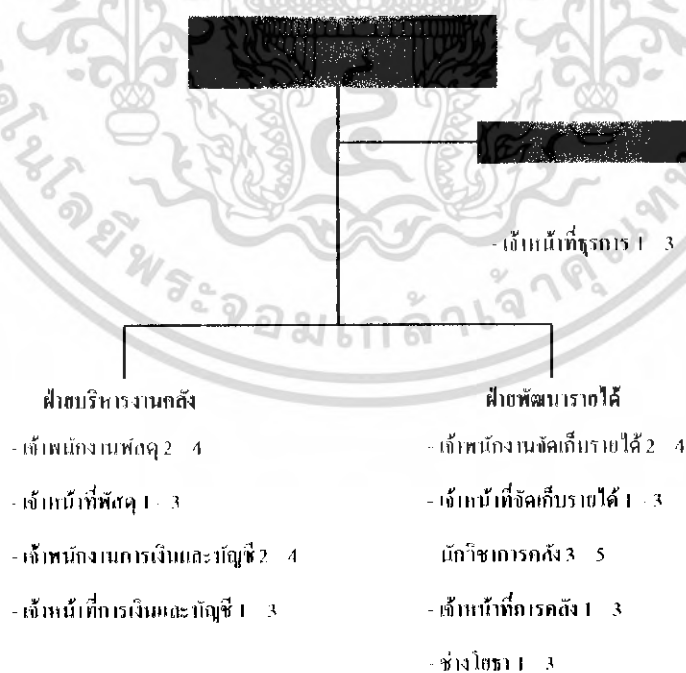 - เจ้าหน้าที่ธุรการ 1 3
ฝ่ายบริหารงานคลัง
- เจ้าพนักงานพัสดุ 2 4
- เจ้าหน้าที่พัสดุ 1 - 3
- เจ้าพนักงานการเงินและบัญชี 2 4
- เจ้าหน้าที่การเงินและบัญชี 1 3
ฝ่ายพัฒนารายได้
- เจ้าพนักงานจัดเก็บรายได้ 2 4
- เจ้าหน้าที่จัดเก็บรายได้ 1 - 3
นักวิชาการคลัง 3 5
- เจ้าหน้าที่การคลัง 1 3
- ช่างโยธา 1 3